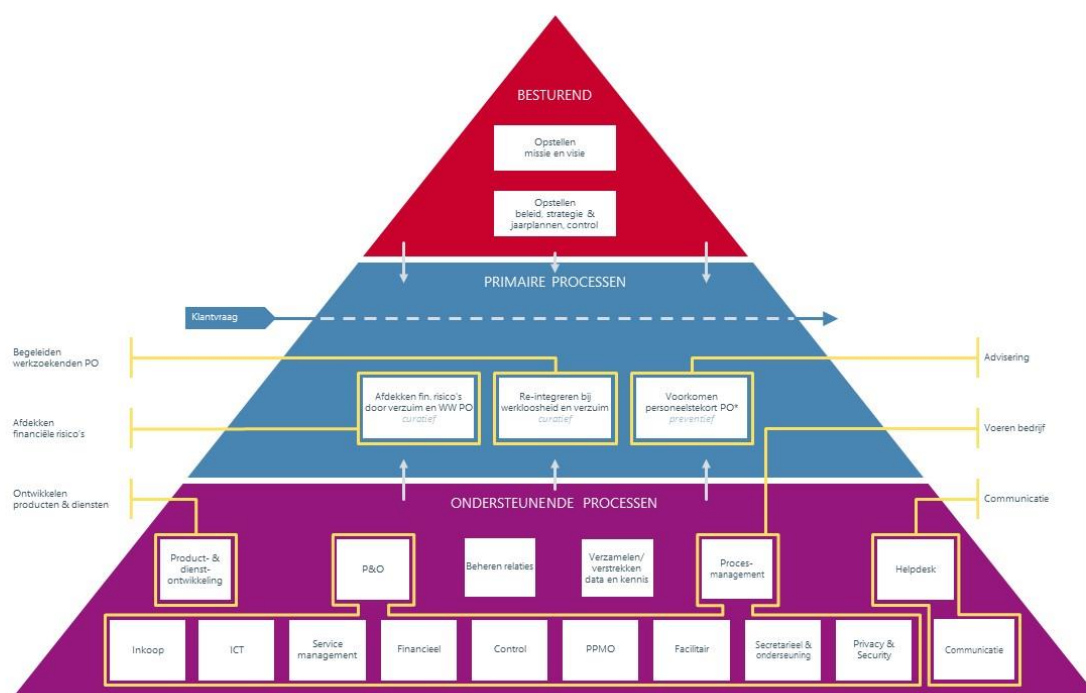 BESTUREND
Opstellen
missie en visie
Opstellen
beleid, strategie &
jaarplannen, control
PRIMAIRE PROCESSEN
Klantvraag
Begeleiden
werkzoekenden PO
Advisering
Afdekken fin. risico's
door verzuim en WW PO
curatief
Re-integreren bij
werkloosheid en verzuim
curatief
Voorkomen
personeelstekort PO*
preventief
Afdekken
financiële risico's
Voeren bedrijf
Ontwikkelen
producten & diensten
Communicatie
ONDERSTEUNENDE PROCESSEN
Product- &
dienst-
ontwikkeling
P&O
Beheren relaties
Verzamelen/
verstrekken
data en kennis
Proces-
management
Helpdesk
Inkoop
ICT
Service
management
Financieel
Control
PPMO
Facilitair
Secretarieel &
onderseuning
Privacy &
Security
Communicatie